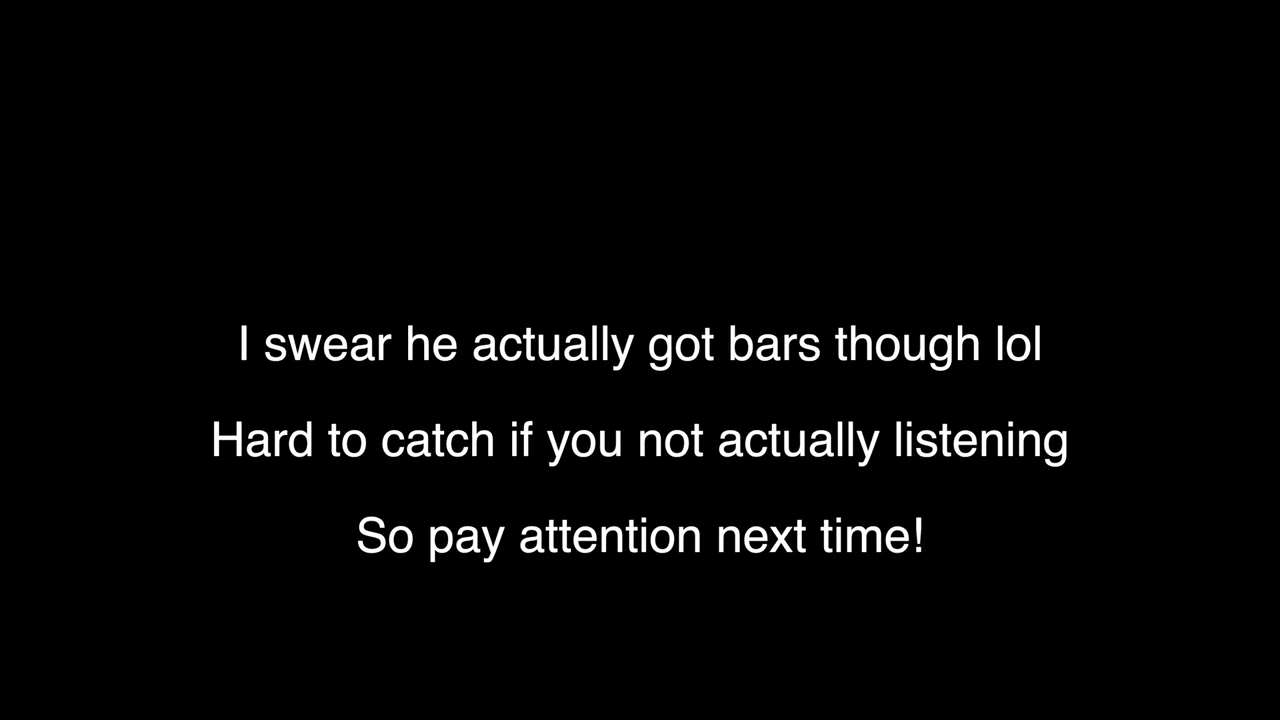 I swear he actually got bars though lol
Hard to catch if you not actually listening
So pay attention next time!